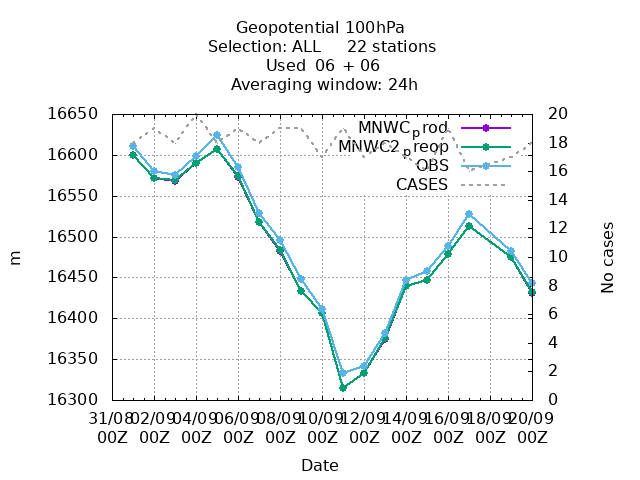 Geopotential 100hPa
Selection: ALL 22 stations
Used 06 + 06
Averaging window: 24h
MNWC_prod
MNWC2_preop
OBS
CASES
16650
16600
16550
16500
16450
16400
16350
16300
20
18
16
14
12
10
8
6
4
2
0
m
No cases
31/08 02/09 04/09 06/09 08/09 10/09 12/09 14/09 16/09 18/09 20/09
00Z 00Z 00Z 00Z 00Z 00Z 00Z 00Z 00Z 00Z 00Z
Date